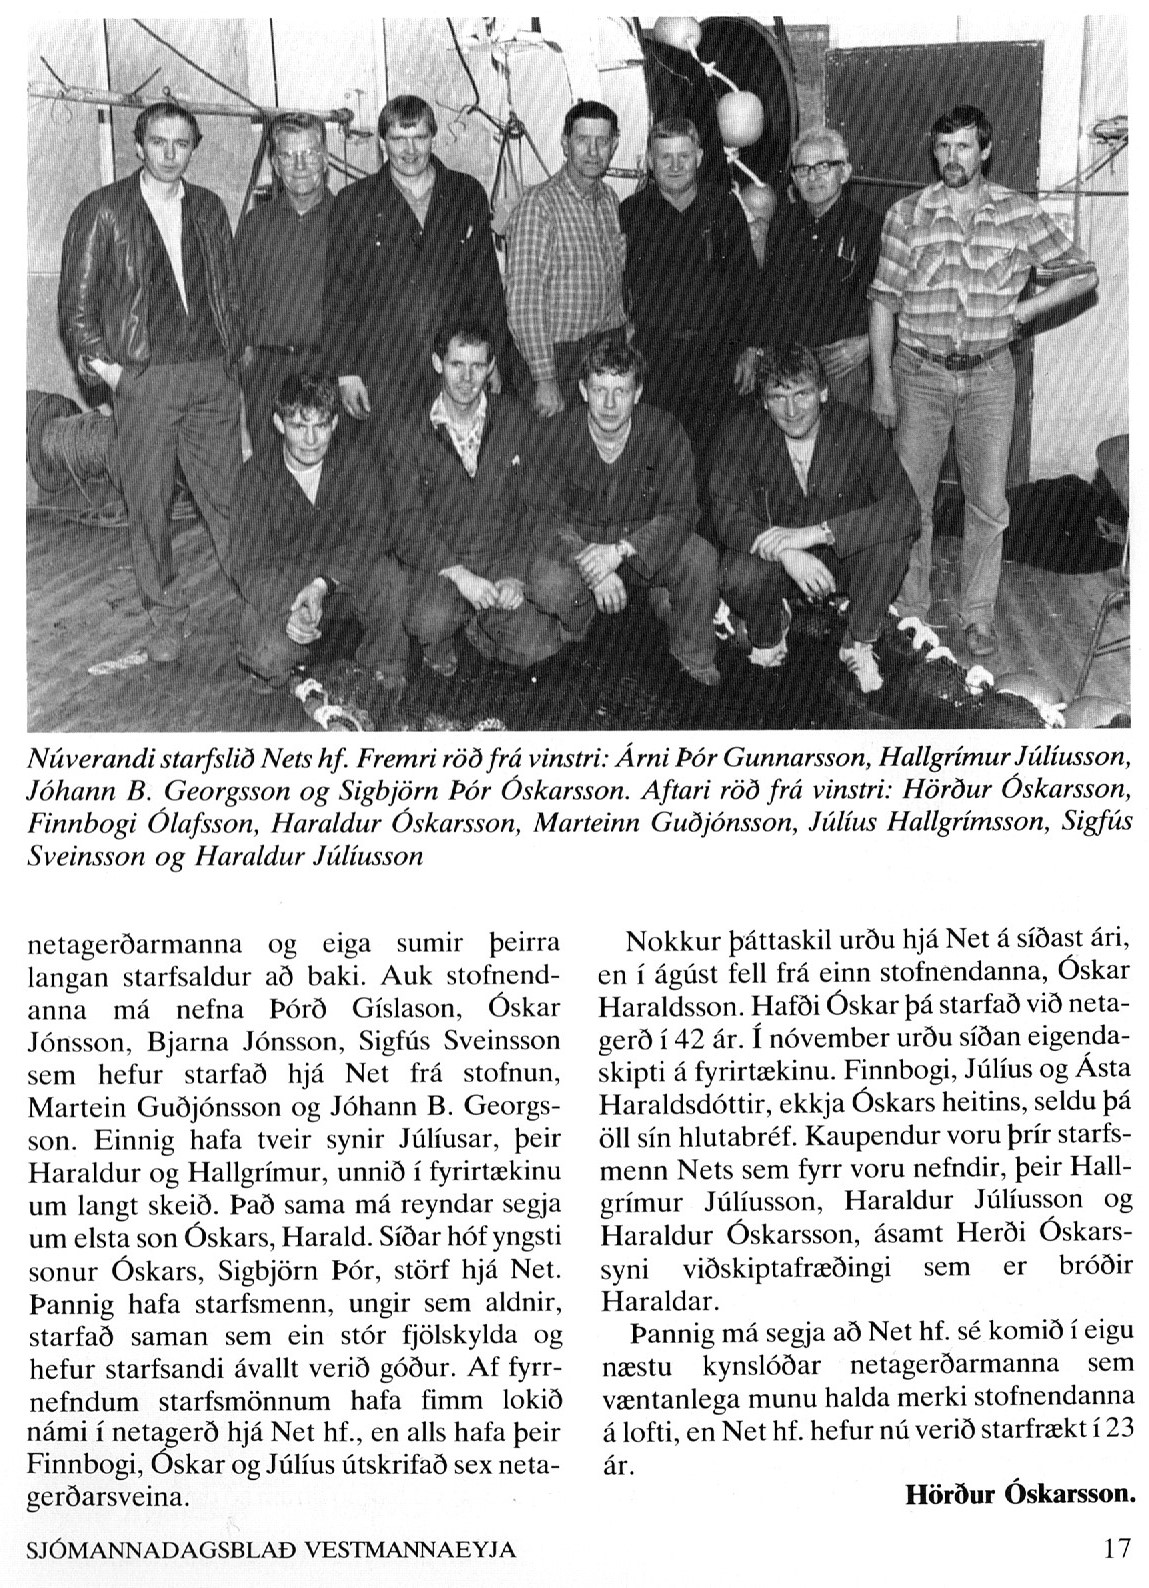 Núverandi starfslið Nets hf. Fremri röð frá vinstri: Árni Þór Gunnarsson, Hallgrímur Júlíusson,
Jóhann B. Georgsson og Sigbjörn Þór Óskarsson. Aftari röð frá vinstri: Hörður Óskarsson,
Finnbogi Ólafsson, Haraldur Óskarsson, Marteinn Guðjónsson, Júlíus Hallgrímsson, Sigfús
Sveinsson og Haraldur Júlíusson
netagerðarmanna og eiga sumir þeirra
langan starfsaldur að baki. Auk stofnend-
anna má nefna Þórð Gíslason, Óskar
Jónsson, Bjarna Jónsson, Sigfús Sveinsson
sem hefur starfað hjá Net frá stofnun,
Martein Guðjónsson og Jóhann B. Georgs-
son. Einnig hafa tveir synir Júlíusar, þeir
Haraldur og Hallgrímur, unnið í fyrirtækinu
um langt skeið. Það sama má reyndar segja
um elsta son Óskars, Harald. Síðar hóf yngsti
sonur Óskars, Sigbjörn Þór, störf hjá Net.
Þannig hafa starfsmenn, ungir sem aldnir,
starfað saman sem ein stór fjölskylda og
hefur starfsandi ávallt verið góður. Af fyrr-
nefndum starfsmönnum hafa fimm lokið
námi í netagerð hjá Net hf., en alls hafa þeir
Finnbogi, Óskar og Júlíus útskrifað sex neta-
gerðarsveina.
Nokkur þáttaskil urðu hjá Net á síðast ári,
en í ágúst fell frá einn stofnendanna, Óskar
Haraldsson. Hafði Óskar þá starfað við neta-
gerð í 42 ár. Í nóvember urðu síðan eigenda-
skipti á fyrirtækinu. Finnbogi, Júlíus og Ásta
Haraldsdóttir, ekkja Óskars heitins, seldu þá
öll sín hlutabréf. Kaupendur voru þrír starfs-
menn Nets sem fyrr voru nefndir, þeir Hall-
grímur Júlíusson, Haraldur Júlíusson og
Haraldur Óskarsson, ásamt Herði Óskars-
syni viðskiptafræðingi sem er bróðir
Haraldar.
Þannig má segja að Net hf. sé komið í eigu
næstu kynslóðar netagerðarmanna sem
væntanlega munu halda merki stofnendanna
á lofti, en Net hf. hefur nú verið starfrækt í 23
ár.
Hörður Óskarsson.
SJÓMANNADAGSBLAÐ VESTMANNAEYJA
17